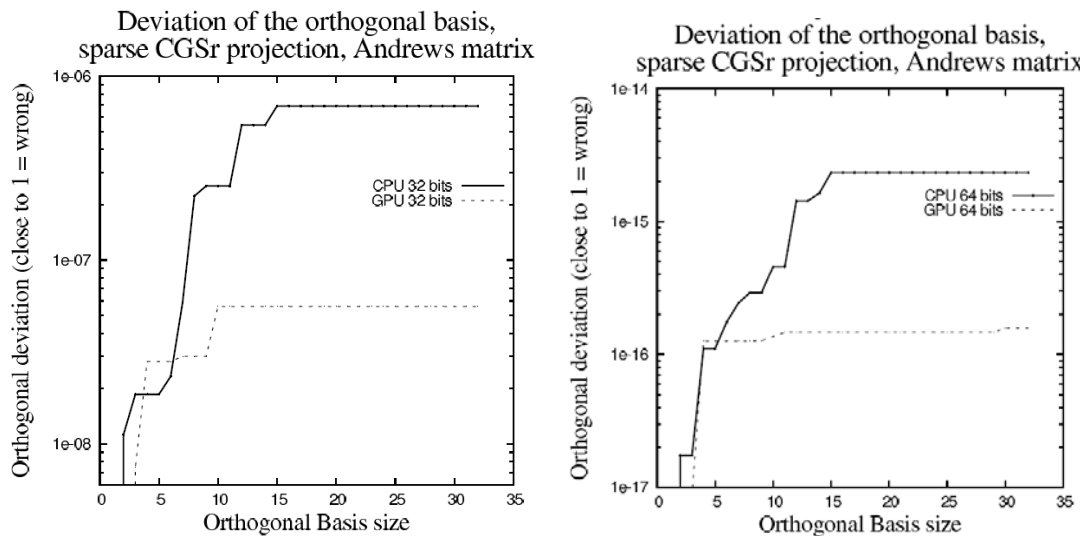 Deviation of the orthogonal basis,
sparse CGSr projection, Andrews matrix
1e-06
1e-07
1e-08
Orthogonal deviation (close to 1 = wrong)
CPU 32 bits
GPU 32 bits
0 5 10 15 20 25 30 35
Orthogonal Basis size
Deviation of the orthogonal basis,
sparse CGSr projection, Andrews matrix
1e-14
1e-15
1e-16
1e-17
Orthogonal deviation (close to 1 = wrong)
CPU 64 bits
GPU 64 bits
0 5 10 15 20 25 30 35
Orthogonal Basis size